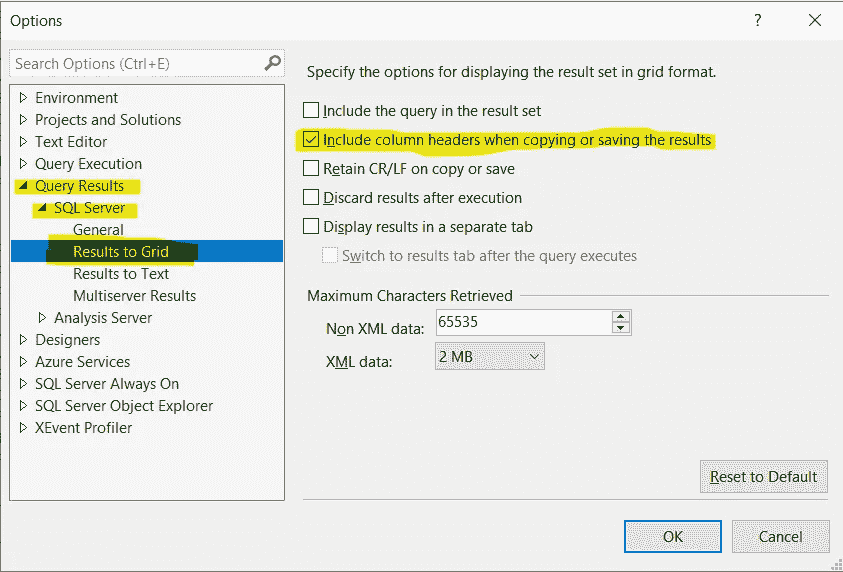 Options
?
Search Options (Ctrl+E)
Environment
Projects and Solutions
Text Editor
Query Execution
Query Results
SQL Server
General
Results to Grid
Results to Text
Multiserver Results
Analysis Server
Designers
Azure Services
SQL Server Always On
SQL Server Object Explorer
XEvent Profiler
Specify the options for displaying the result set in grid format.
Include the query in the result set
Include column headers when copying or saving the results
Retain CR/LF on copy or save
Discard results after execution
Display results in a separate tab
Switch to results tab after the query executes
Maximum Characters Retrieved
Non XML data: 65535
XML data: 2 MB
Reset to Default
OK Cancel